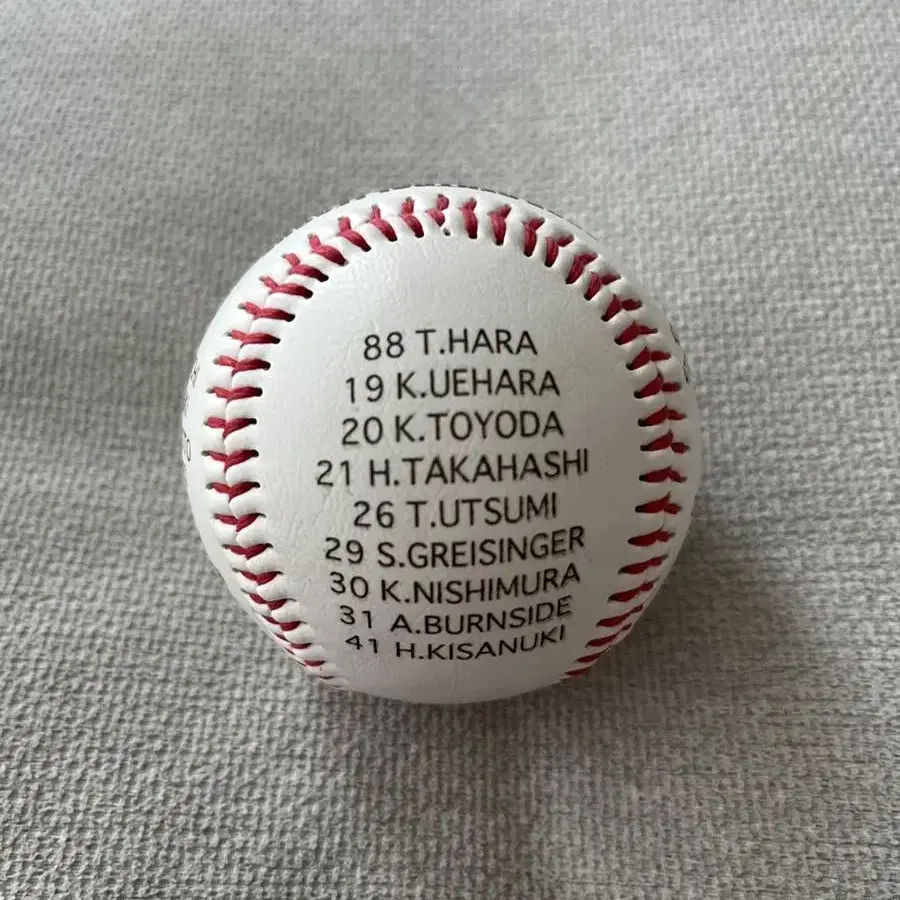 88 T.HARA
19 K.UEHARA
20 K.TOYODA
21 H.TAKAHASHI
26 T.UTSUMI
29 S.GREISINGER
30 K.NISHIMURA
31 A.BURNSIDE
41 H.KISANUKI